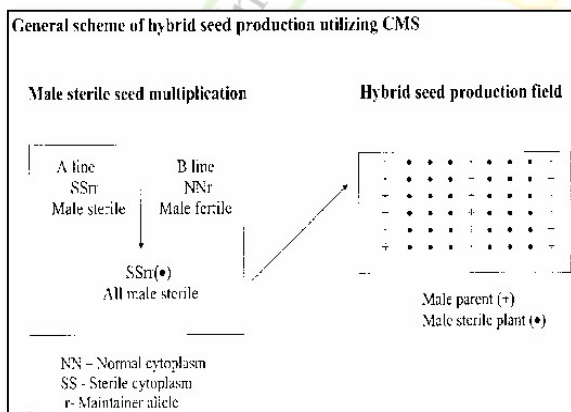 General scheme of hybrid seed production utilizing CMS
Male sterile seed multiplication
Hybrid seed production field
A line
SSrr
Male sterile
B line
NNr
Male fertile
SSrr(•)
All male sterile
Male parent (+)
Male sterile plant (•)
NN – Normal cytoplasm
SS - Sterile cytoplasm
r- Maintainer allele